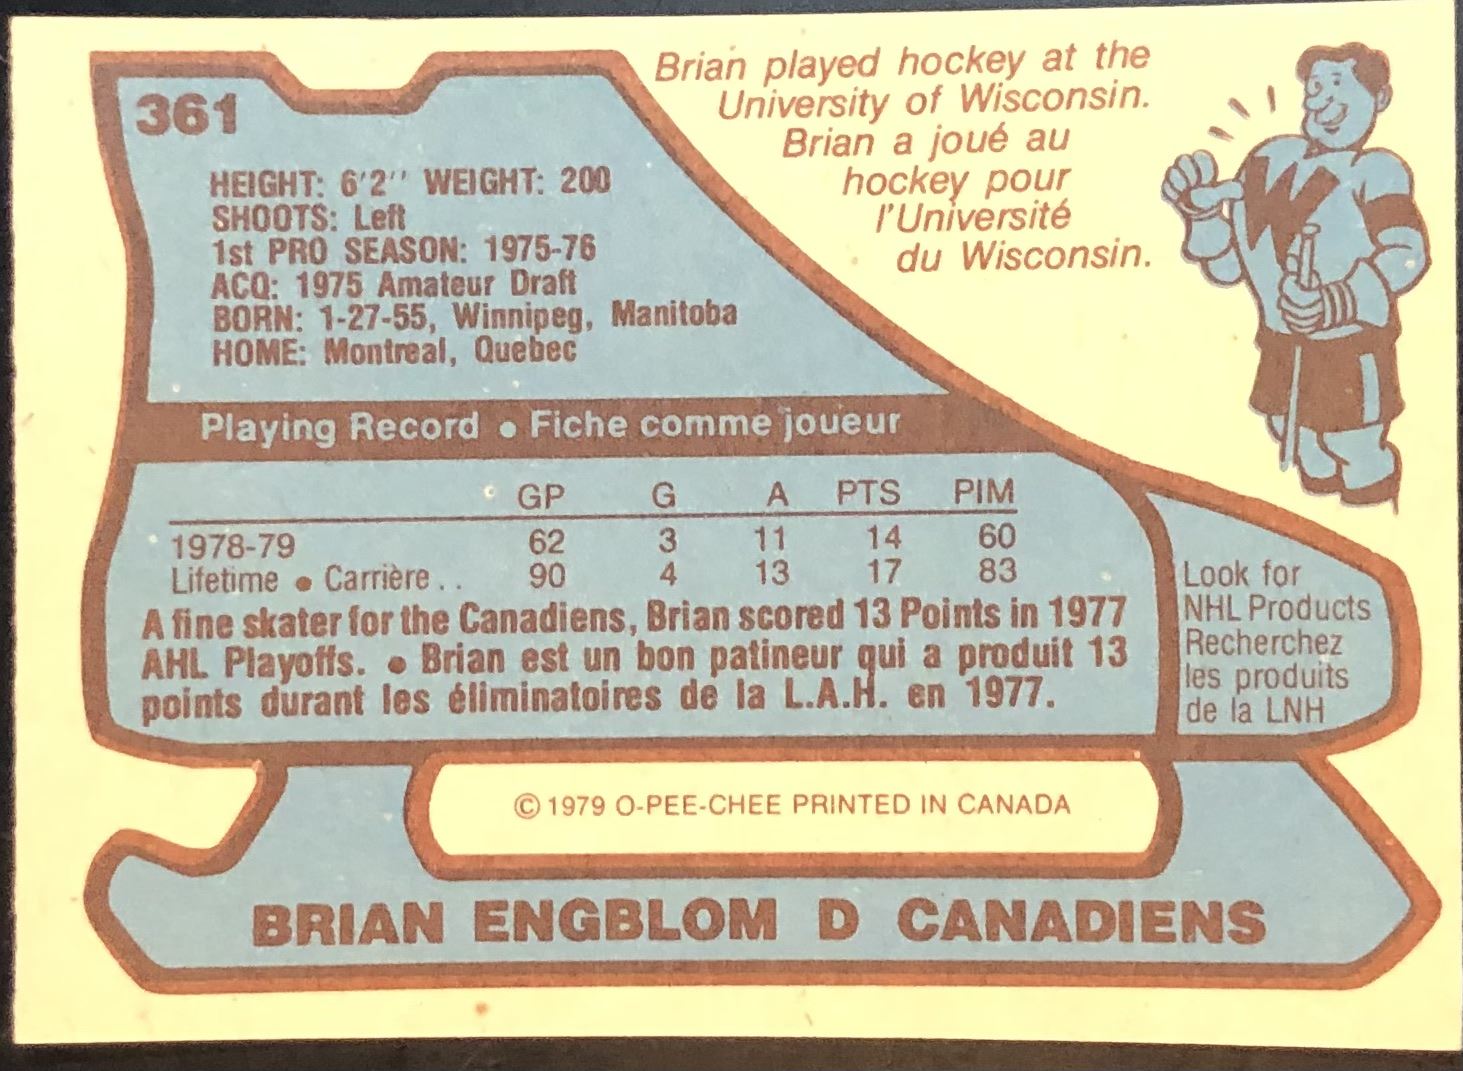 361
HEIGHT: 6'2'' WEIGHT: 200
SHOOTS: Left
1st PRO SEASON: 1975-76
ACQ: 1975 Amateur Draft
BORN: 1-27-55, Winnipeg, Manitoba
HOME: Montreal, Quebec
Brian played hockey at the
University of Wisconsin.
Brian a joué au
hockey pour
l'Université
du Wisconsin.
W
Playing Record • Fiche comme joueur
GP G A PTS PIM
1978-79 62 3 11 14 60
Lifetime • Carrière .. 90 4 13 17 83
A fine skater for the Canadiens, Brian scored 13 Points in 1977
AHL Playoffs. • Brian est un bon patineur qui a produit 13
points durant les éliminatoires de la L.A.H. en 1977.
Look for
NHL Products
Recherchez
les produits
de la LNH
© 1979 O-PEE-CHEE PRINTED IN CANADA
BRIAN ENGBLOM D CANADIENS